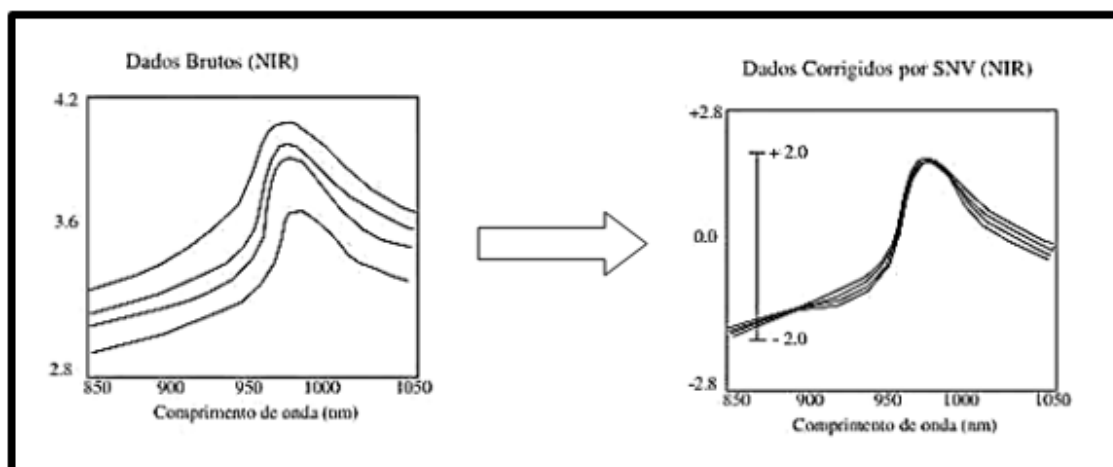 Dados Brutos (NIR)
4.2
3.6
2.8
850 900 950 1000 1050
Comprimento de onda (nm)
Dados Corrigidos por SNV (NIR)
+2.8
+ 2.0
0.0
- 2.0
-2.8
850 900 950 1000 1050
Comprimento de onda (nm)